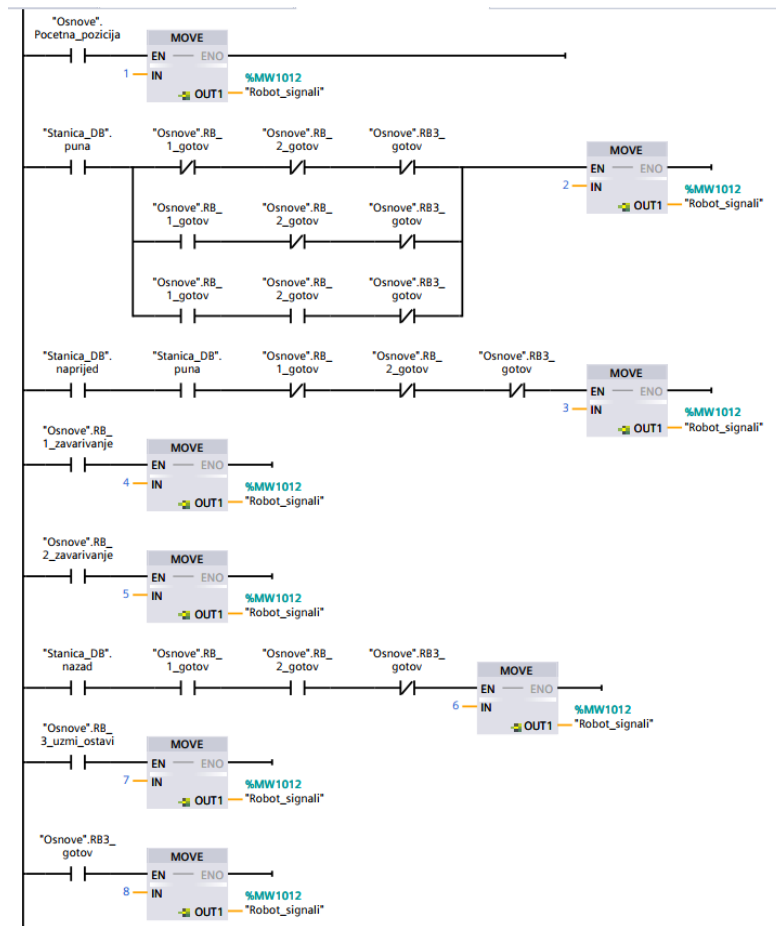 "Osnove".
Pocetna_pozicija
MOVE
EN ENO
1 IN
%MW1012
OUT1 "Robot_signali"
"Stanica_DB". "Osnove".RB_ "Osnove".RB_ "Osnove".RB3_
puna 1_gotov 2_gotov gotov
MOVE
EN ENO
2 IN
%MW1012
OUT1 "Robot_signali"
"Osnove".RB_ "Osnove".RB_ "Osnove".RB3_
1_gotov 2_gotov gotov
"Osnove".RB_ "Osnove".RB_ "Osnove".RB3_
1_gotov 2_gotov gotov
"Stanica_DB". "Stanica_DB". "Osnove".RB_ "Osnove".RB_ "Osnove".RB3_
naprijed puna 1_gotov 2_gotov gotov
MOVE
EN ENO
3 IN
%MW1012
OUT1 "Robot_signali"
"Osnove".RB_
1_zavarivanje
MOVE
EN ENO
4 IN
%MW1012
OUT1 "Robot_signali"
"Osnove".RB_
2_zavarivanje
MOVE
EN ENO
5 IN
%MW1012
OUT1 "Robot_signali"
"Stanica_DB". "Osnove".RB_ "Osnove".RB_ "Osnove".RB3_
nazad 1_gotov 2_gotov gotov
MOVE
EN ENO
6 IN
%MW1012
OUT1 "Robot_signali"
"Osnove".RB_
3_uzmi_ostavi
MOVE
EN ENO
7 IN
%MW1012
OUT1 "Robot_signali"
"Osnove".RB3_
gotov
MOVE
EN ENO
8 IN
%MW1012
OUT1 "Robot_signali"